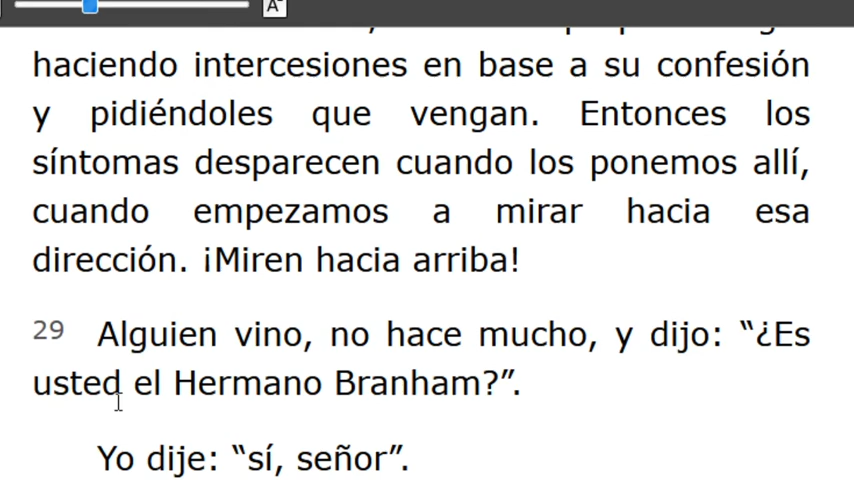 A
haciendo intercesiones en base a su confesión
y pidiéndoles que vengan. Entonces los
síntomas desparecen cuando los ponemos allí,
cuando empezamos a mirar hacia esa
dirección. ¡Miren hacia arriba!
29 Alguien vino, no hace mucho, y dijo: “¿Es
usted el Hermano Branham?”.
Yo dije: “sí, señor”.